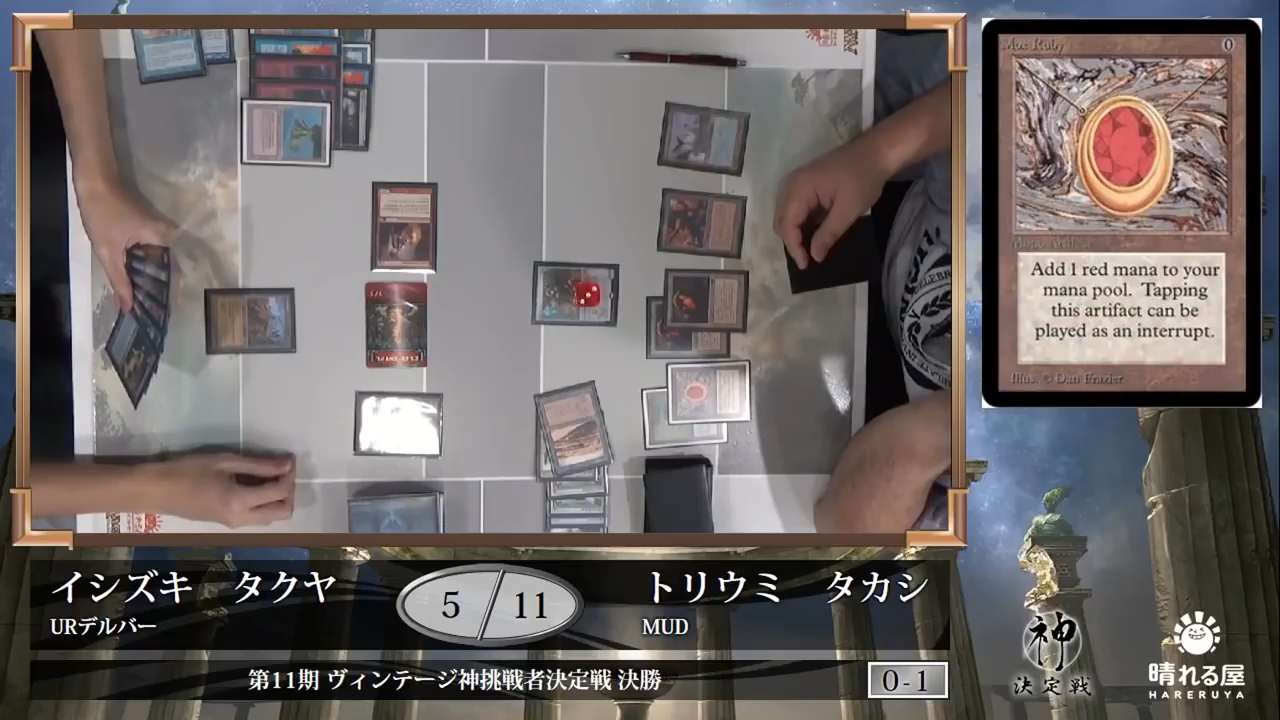 Mox Ruby
0
Mono Artifact
Add 1 red mana to your
mana pool. Tapping
this artifact can be
played as an interrupt.
Illus. © Dan Frazier
イシズキ タクヤ
URデルバー
5/11
トリウミ タカシ
MUD
第11期 ヴィンテージ神挑戦者決定戦 決勝
0-1
神
決定戦
晴れる屋
HARERUYA